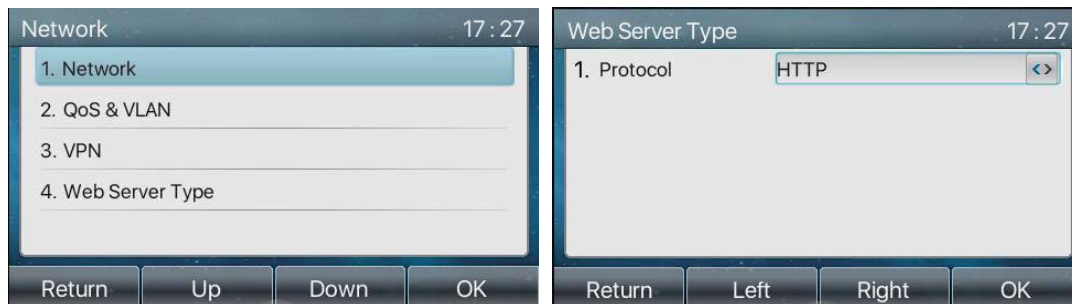 Network 17:27
1. Network
2. QoS & VLAN
3. VPN
4. Web Server Type
Return Up Down OK
Web Server Type 17:27
1. Protocol HTTP <>
Return Left Right OK